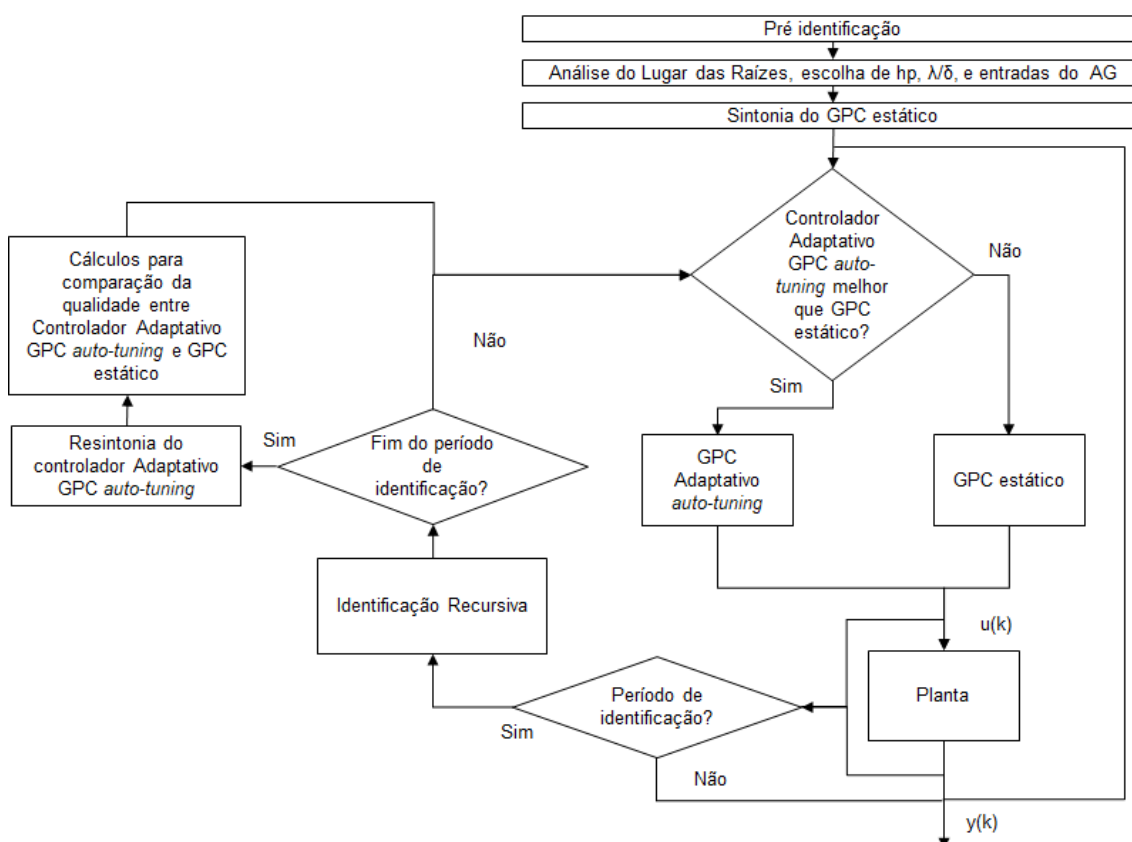 Pré identificação
Análise do Lugar das Raízes, escolha de hp, λ/δ, e entradas do AG
Sintonia do GPC estático
Controlador
Adaptativo
GPC auto-
tuning melhor
que GPC
estático?
Não
Sim
Cálculos para
comparação da
qualidade entre
Controlador Adaptativo
GPC auto-tuning e GPC
estático
Não
Resintonia do
controlador Adaptativo
GPC auto-tuning
Sim
Fim do período
de
identificação?
GPC
Adaptativo
auto-tuning
GPC estático
Identificação Recursiva
u(k)
Período de
identificação?
Planta
Sim
Não
y(k)